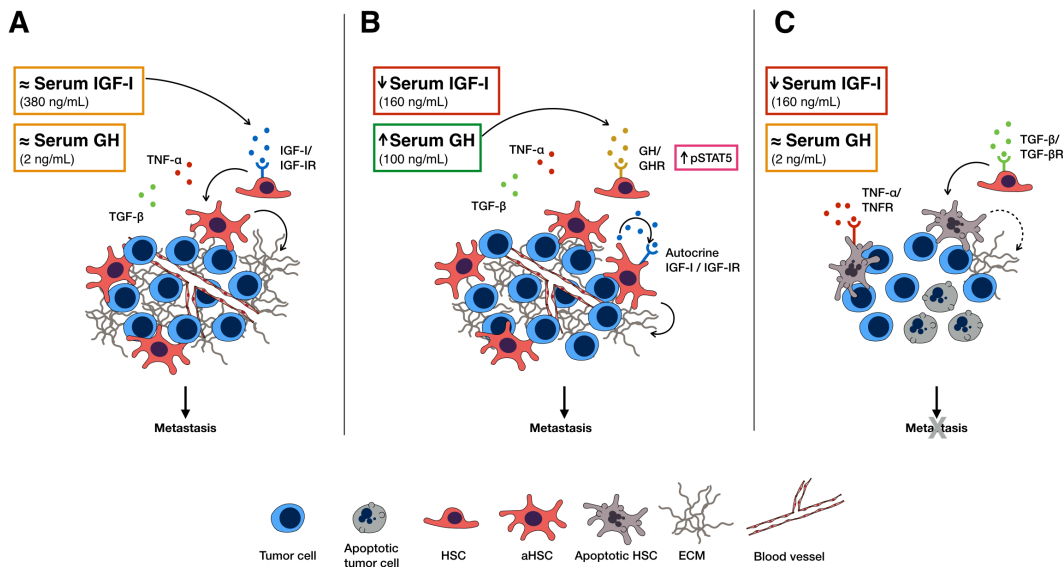 A
≈ Serum IGF-I
(380 ng/mL)
≈ Serum GH
(2 ng/mL)
TNF-α
TGF-β
IGF-I/
IGF-IR
Metastasis
B
↓ Serum IGF-I
(160 ng/mL)
↑ Serum GH
(100 ng/mL)
TNF-α
TGF-β
GH/
GHR
↑ pSTAT5
Autocrine
IGF-I / IGF-IR
Metastasis
C
↓ Serum IGF-I
(160 ng/mL)
≈ Serum GH
(2 ng/mL)
TNF-α/
TNFR
TGF-β/
TGF-βR
Metastasis
X
Tumor cell
Apoptotic
tumor cell
HSC
aHSC
Apoptotic HSC
ECM
Blood vessel